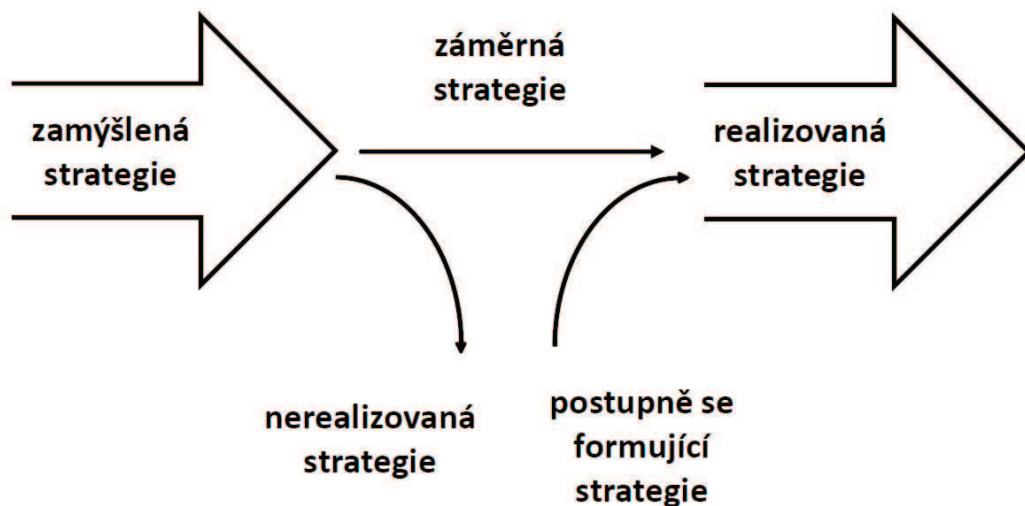 záměrná
strategie
zamýšlená
strategie
realizovaná
strategie
nerealizovaná
strategie
postupně se
formující
strategie